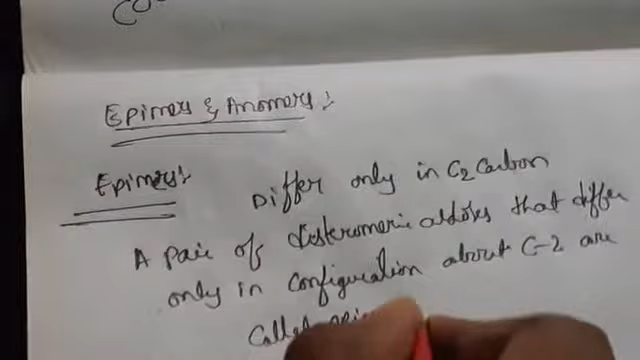 Epimers & Anomers:
Epimers:
Differ only in C2 Carbon
A pair of diastereomeric aldoses that differ
only in configuration about C-2 are
Called